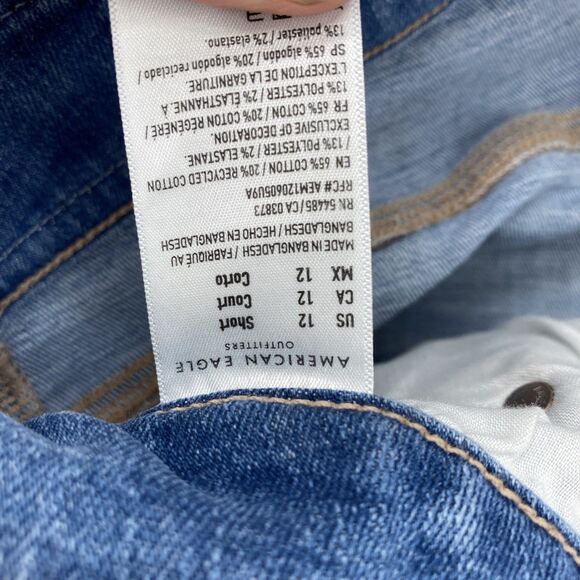 AMERICAN EAGLE
OUTFITTERS
US 12 Short
CA 12 Court
MX 12 Corto
MADE IN BANGLADESH / FABRIQUÉ AU
BANGLADESH / HECHO EN BANGLADESH
RN 54485/ CA 03873
RFC# AEM120605UVA
EN 65% COTTON / 20% RECYCLED COTTON
/ 13% POLYESTER / 2% ELASTANE.
EXCLUSIVE OF DECORATION.
FR 65% COTON / 20% COTON RÉGÉNÉRÉ /
13% POLYESTER / 2% ÉLASTHANNE. À
L'EXCEPTION DE LA GARNITURE
SP 65% algodón / 20% algodón reciclado /
13% poliéster / 2% elastano.